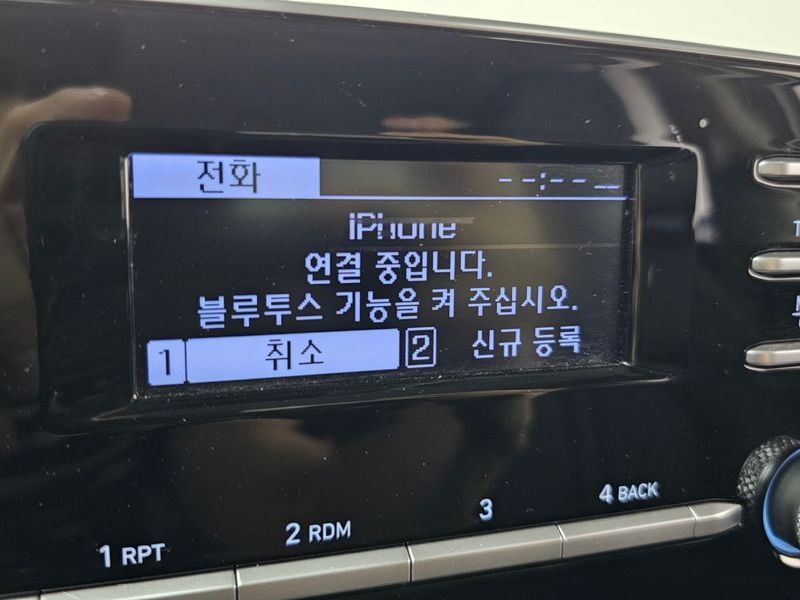 전화 --:-- __
iPhone
연결 중입니다.
블루투스 기능을 켜 주십시오.
1 취소 2 신규 등록
1 RPT 2 RDM 3 4 BACK